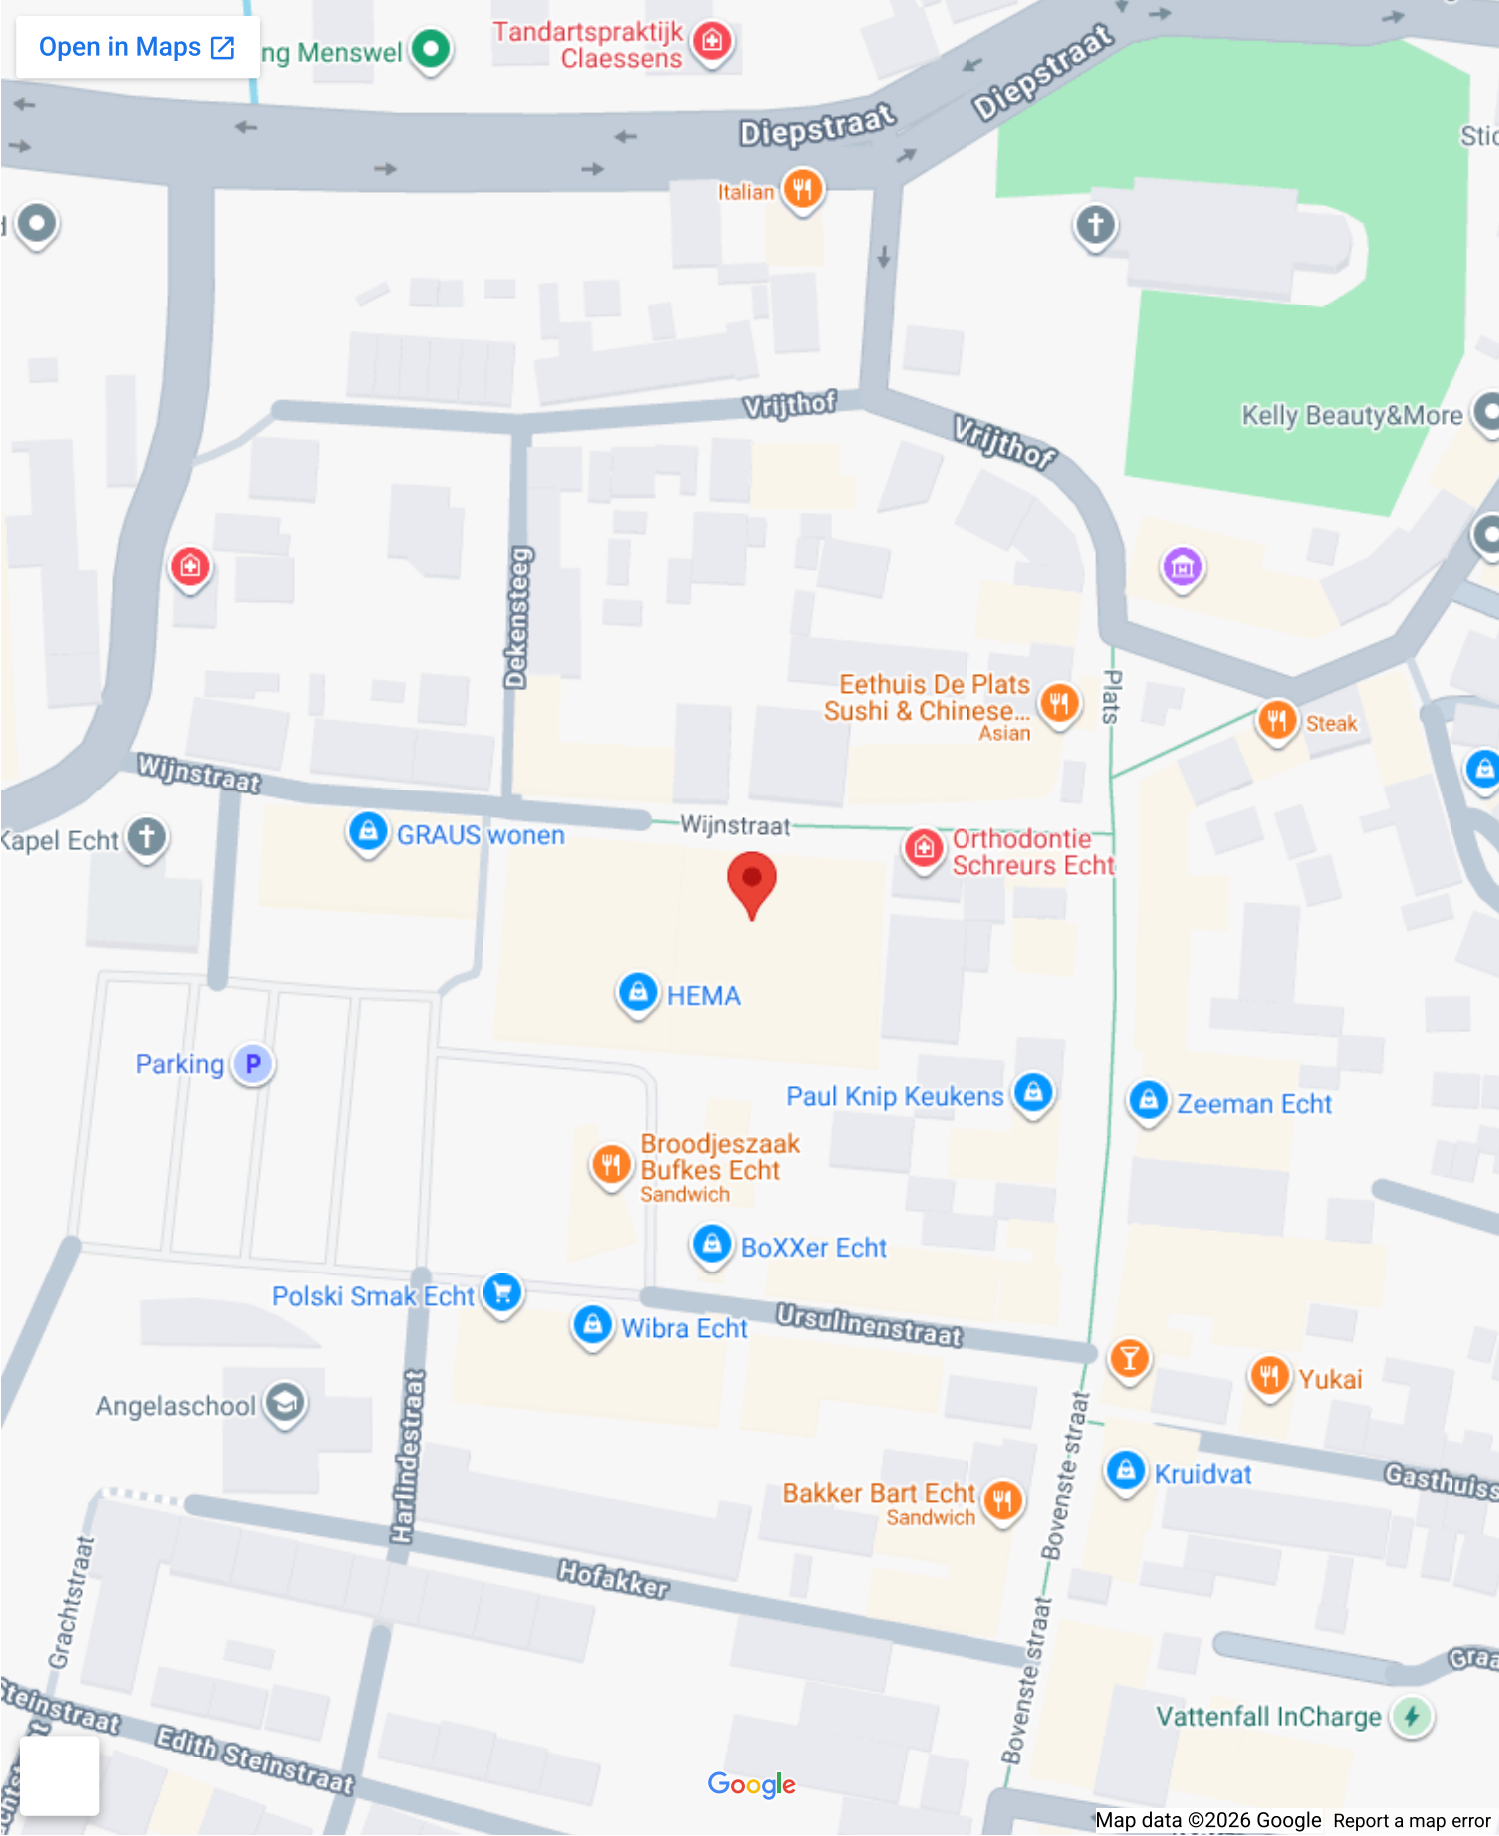 Open in Maps
ng Menswel
Tandartspraktijk
Claessens
Diepstraat
Diepstraat
Stic
Italian
Kelly Beauty&More
Vrijthof
Vrijthof
Dekensteeg
Eethuis De Plats
Sushi & Chinese...
Asian
Plats
Steak
Wijnstraat
Wijnstraat
Kapel Echt
GRAUS wonen
Orthodontie
Schreurs Echt
HEMA
Parking
P
Paul Knip Keukens
Zeeman Echt
Broodjeszaak
Bufkes Echt
Sandwich
BoXXer Echt
Polski Smak Echt
Wibra Echt
Ursulinenstraat
Yukai
Angelaschool
Harlindestraat
Bovenste straat
Kruidvat
Gasthuiss
Bakker Bart Echt
Sandwich
Hofakker
Grachtstraat
Bovenste straat
Graa
Vattenfall InCharge
Steinstraat
Edith Steinstraat
Google
Map data ©2026 Google
Report a map error